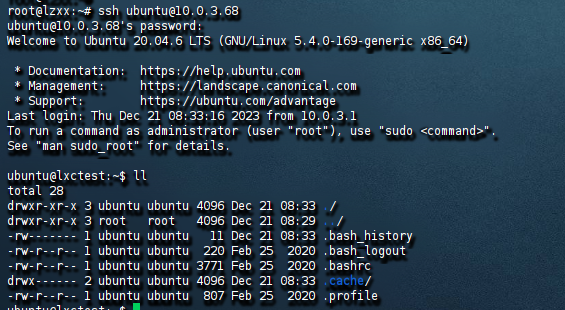 root@lzxx:~# ssh ubuntu@10.0.3.68
ubuntu@10.0.3.68's password:
Welcome to Ubuntu 20.04.6 LTS (GNU/Linux 5.4.0-169-generic x86_64)
* Documentation:  https://help.ubuntu.com
* Management:     https://landscape.canonical.com
* Support:        https://ubuntu.com/advantage
Last login: Thu Dec 21 08:33:16 2023 from 10.0.3.1
To run a command as administrator (user "root"), use "sudo <command>".
See "man sudo_root" for details.
ubuntu@lxctest:~$ ll
total 28
drwxr-xr-x 3 ubuntu ubuntu 4096 Dec 21 08:33 ./
drwxr-xr-x 3 root   root   4096 Dec 21 08:29 ../
-rw------- 1 ubuntu ubuntu   11 Dec 21 08:33 .bash_history
-rw-r--r-- 1 ubuntu ubuntu  220 Feb 25  2020 .bash_logout
-rw-r--r-- 1 ubuntu ubuntu 3771 Feb 25  2020 .bashrc
drwx------ 2 ubuntu ubuntu 4096 Dec 21 08:33 .cache/
-rw-r--r-- 1 ubuntu ubuntu  807 Feb 25  2020 .profile
ubuntu@lxctest:~$